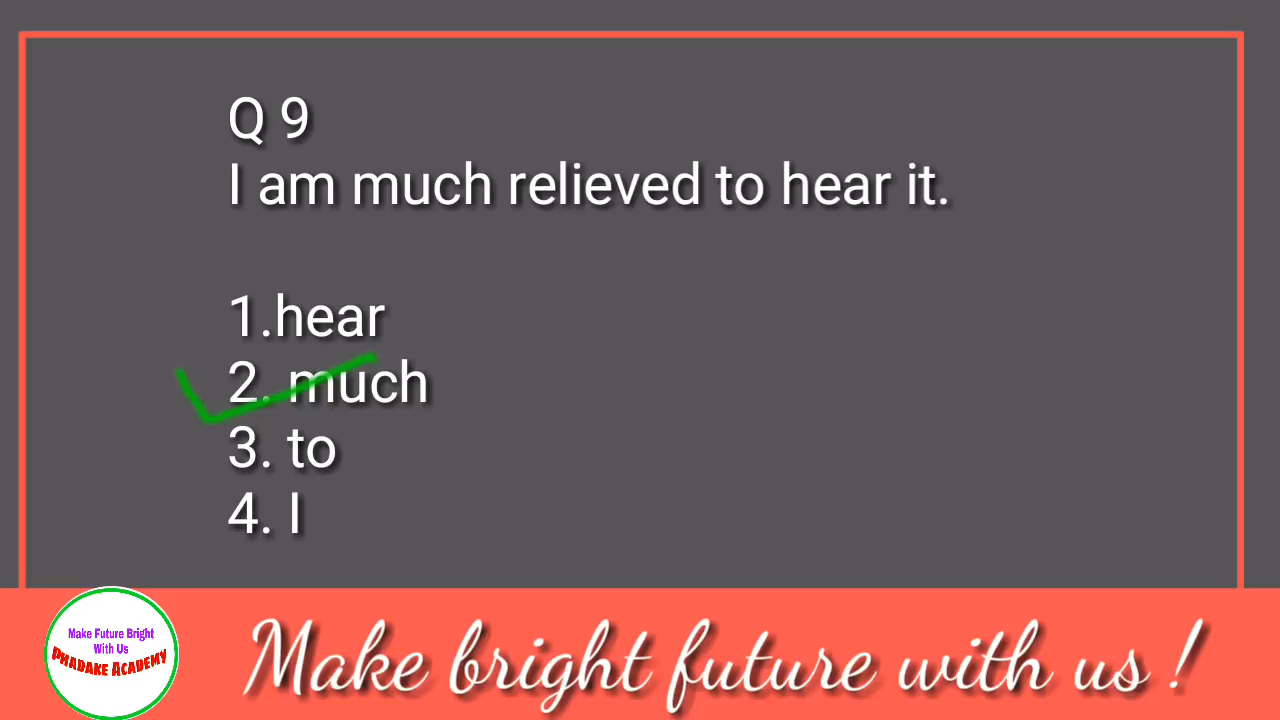 Q 9
I am much relieved to hear it.
1.hear
2. much
3. to
4. I
Make Future Bright
With Us
PHADAKE ACADEMY
Make bright future with us !